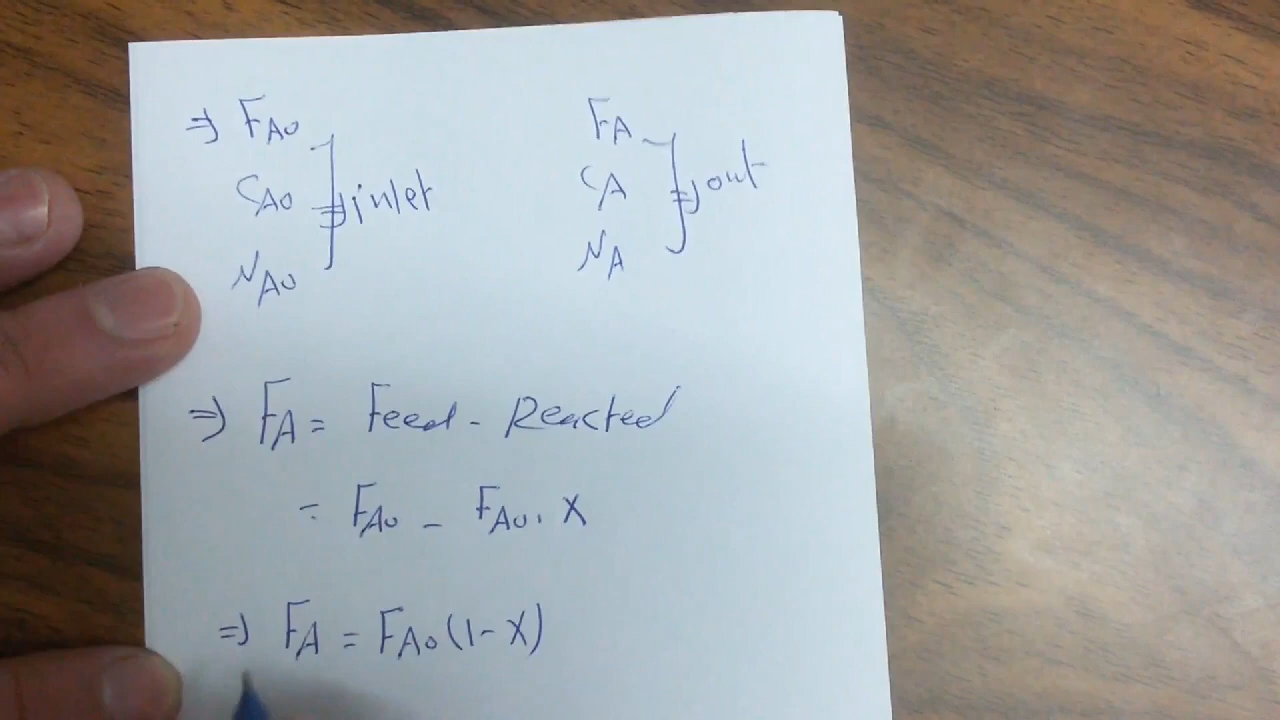 ⇒ FA0 FA
CA0 } ⇒ inlet CA } ⇒ out
NA0 NA
⇒ FA = Feed - Reacted
= FA0 - FA0 . X
⇒ FA = FA0 (1-X)